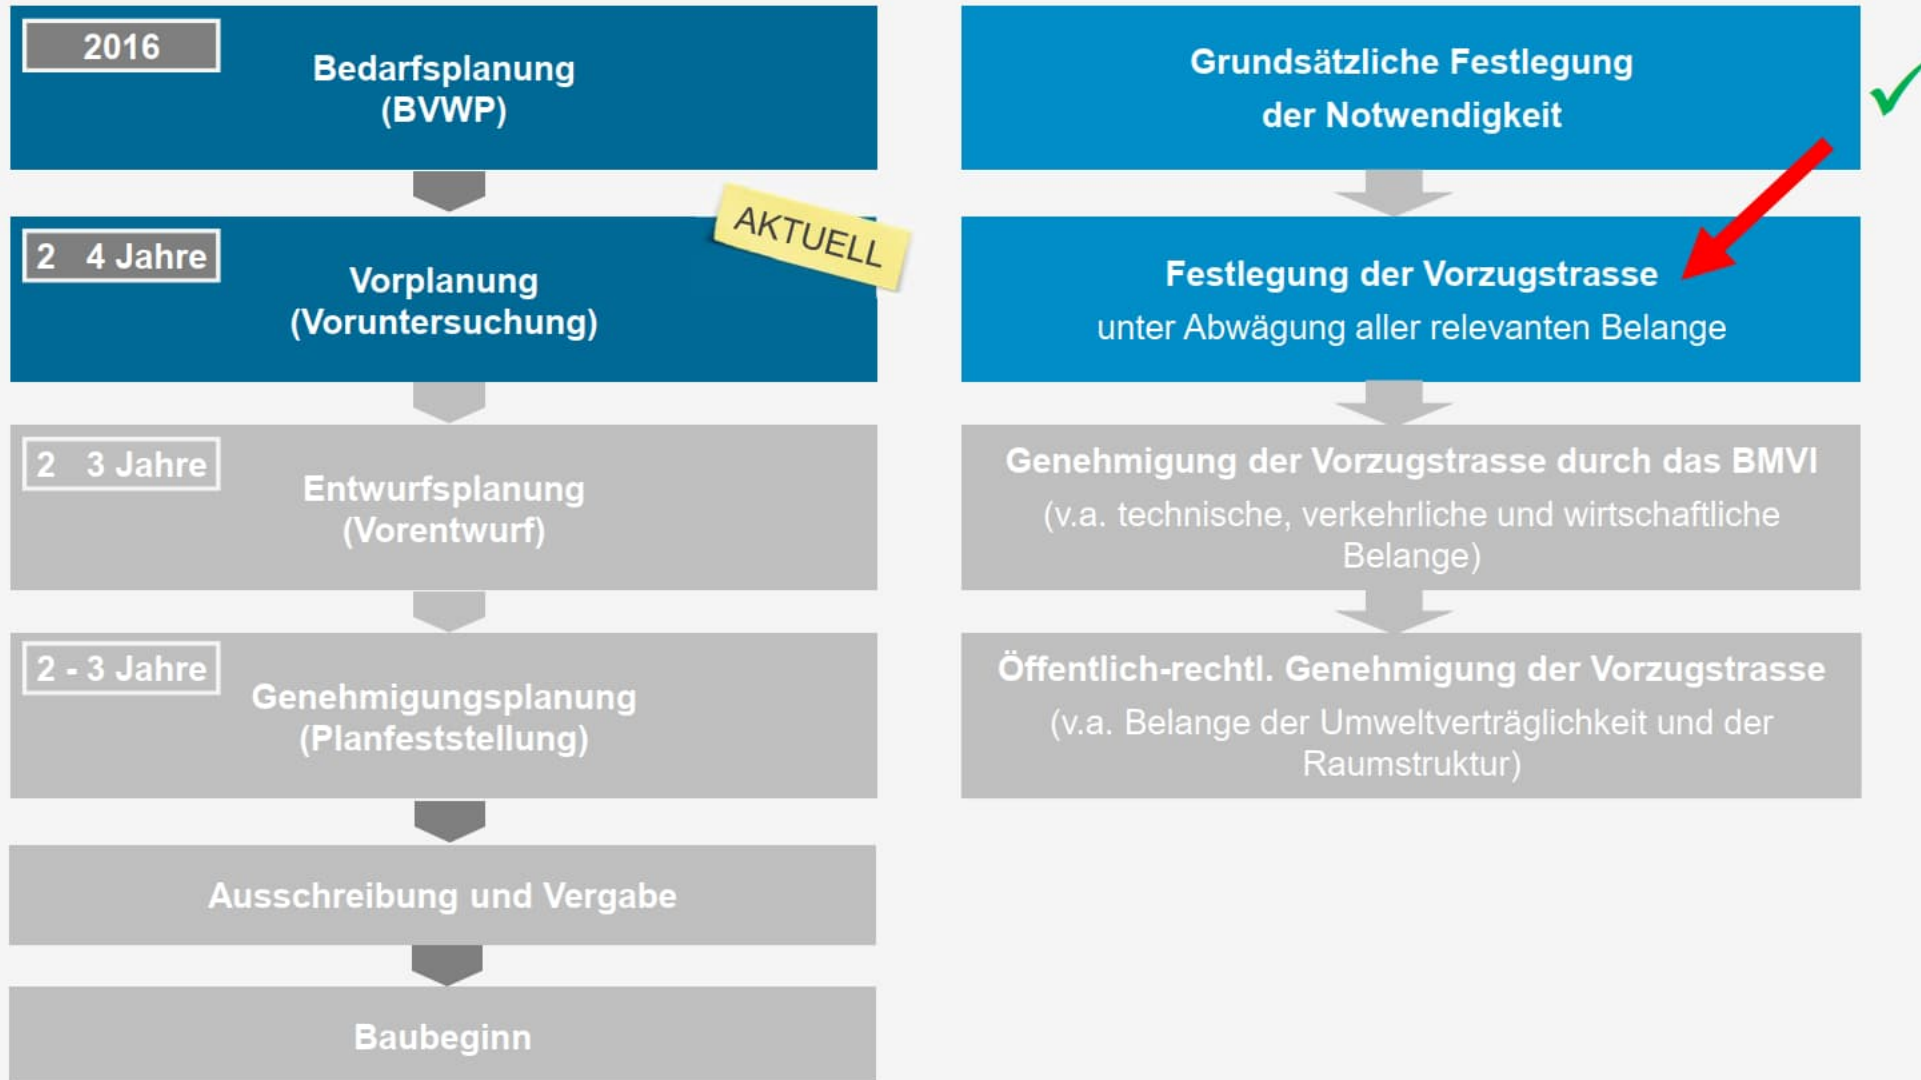 2016
Bedarfsplanung
(BVWP)
Grundsätzliche Festlegung
der Notwendigkeit
AKTUELL
2 4 Jahre
Vorplanung
(Voruntersuchung)
Festlegung der Vorzugstrasse
unter Abwägung aller relevanten Belange
2 3 Jahre
Entwurfsplanung
(Vorentwurf)
Genehmigung der Vorzugstrasse durch das BMVI
(v.a. technische, verkehrliche und wirtschaftliche
Belange)
2 - 3 Jahre
Genehmigungsplanung
(Planfeststellung)
Öffentlich-rechtl. Genehmigung der Vorzugstrasse
(v.a. Belange der Umweltverträglichkeit und der
Raumstruktur)
Ausschreibung und Vergabe
Baubeginn